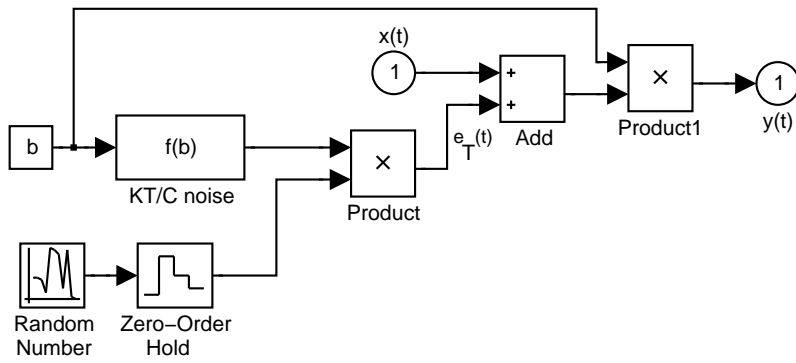 x(t)
1
+
+
Add
×
Product1
1
y(t)
b
f(b)
KT/C noise
×
Product
e_T(t)
Random
Number
Zero−Order
Hold